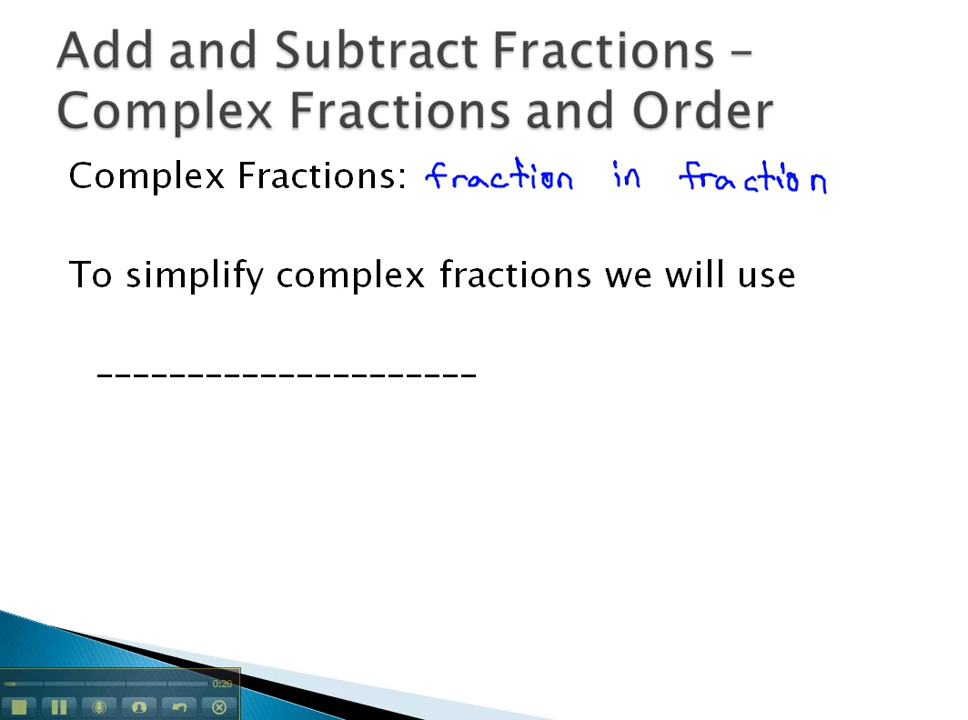 Add and Subtract Fractions –
Complex Fractions and Order
Complex Fractions: fraction in fraction
To simplify complex fractions we will use
_____________________
0:20